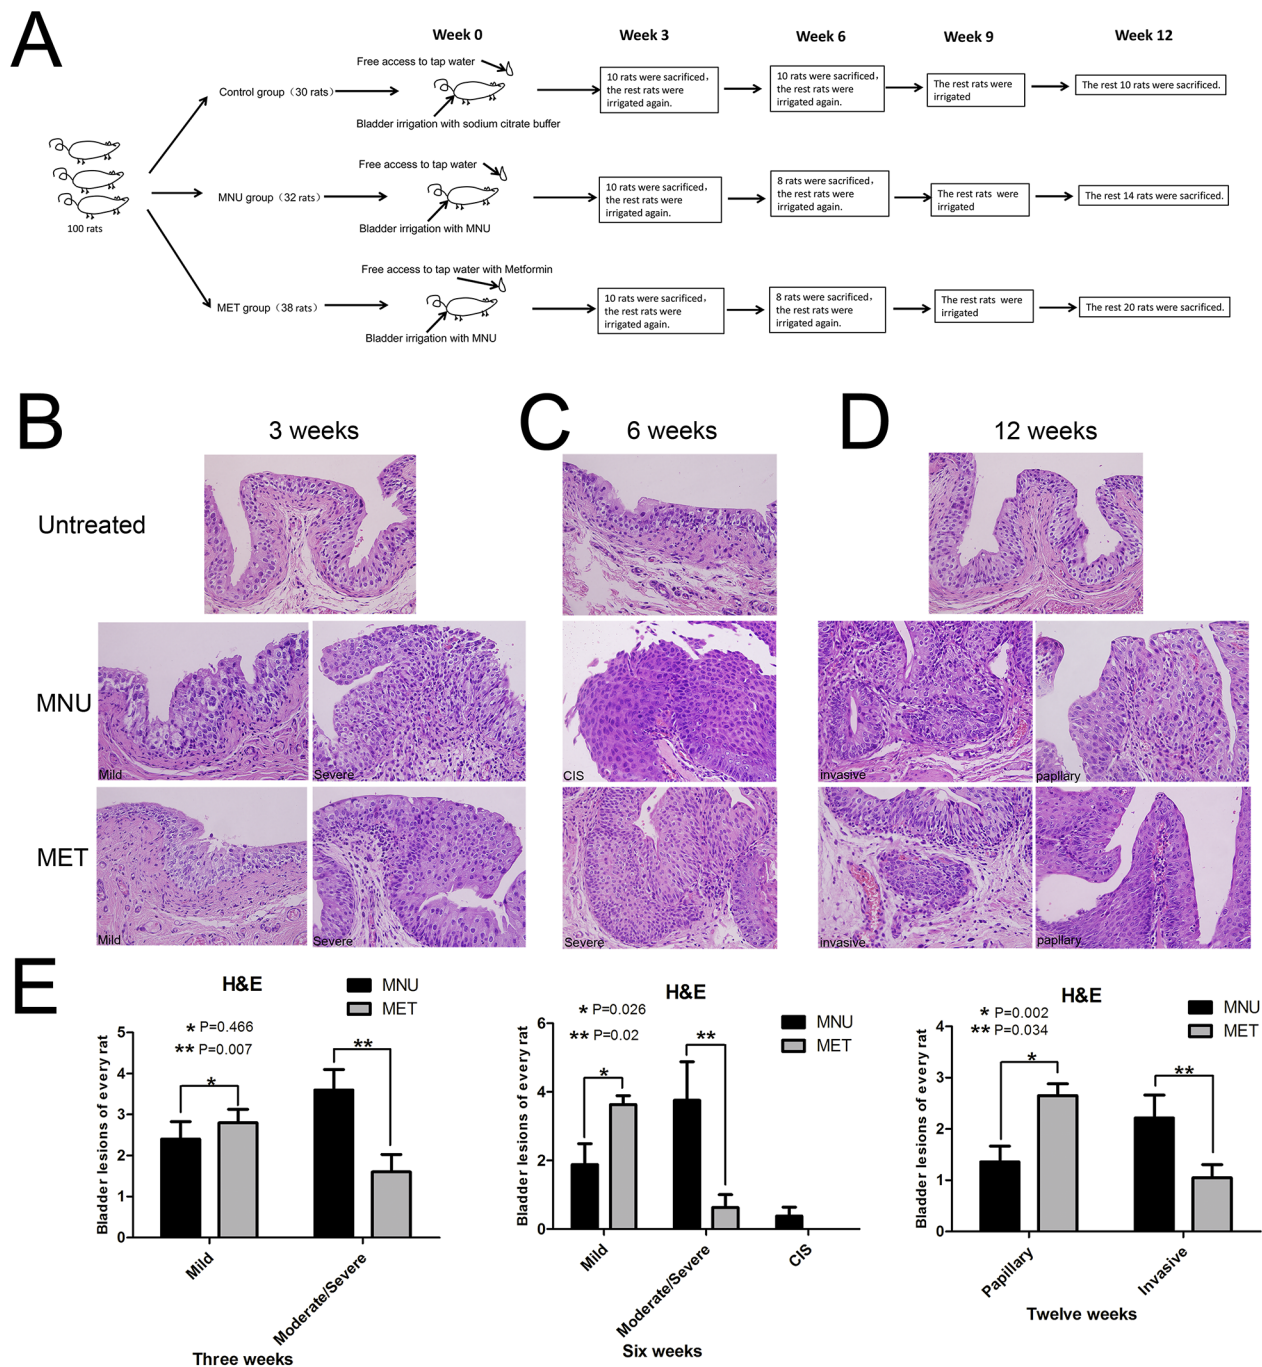 A
Week 0
Week 3
Week 6
Week 9
Week 12
Free access to tap water
Control group（30 rats）
Bladder irrigation with sodium citrate buffer
10 rats were sacrificed，
the rest rats were
irrigated again.
10 rats were sacrificed，
the rest rats were
irrigated again.
The rest rats were
irrigated
The rest 10 rats were sacrificed.
100 rats
Free access to tap water
MNU group（32 rats）
Bladder irrigation with MNU
10 rats were sacrificed，
the rest rats were
irrigated again.
8 rats were sacrificed，
the rest rats were
irrigated again.
The rest rats were
irrigated
The rest 14 rats were sacrificed.
Free access to tap water with Metformin
MET group（38 rats）
Bladder irrigation with MNU
10 rats were sacrificed，
the rest rats were
irrigated again.
8 rats were sacrificed，
the rest rats were
irrigated again.
The rest rats were
irrigated
The rest 20 rats were sacrificed.
B
3 weeks
C
6 weeks
D
12 weeks
Untreated
MNU
Mild
Severe
CIS
invasive
papllary
MET
Mild
Severe
Severe
invasive.
papllary
E
H&E
MNU
MET
* P=0.466
** P=0.007
Bladder lesions of every rat
5
4
3
2
1
0
*
**
Mild
Moderate/Severe
Three weeks
H&E
* P=0.026
** P=0.02
MNU
MET
Bladder lesions of every rat
6
4
2
0
*
**
Mild
Moderate/Severe
CIS
Six weeks
H&E
* P=0.002
** P=0.034
MNU
MET
Bladder lesions of every rat
4
3
2
1
0
*
**
Papillary
Invasive
Twelve weeks